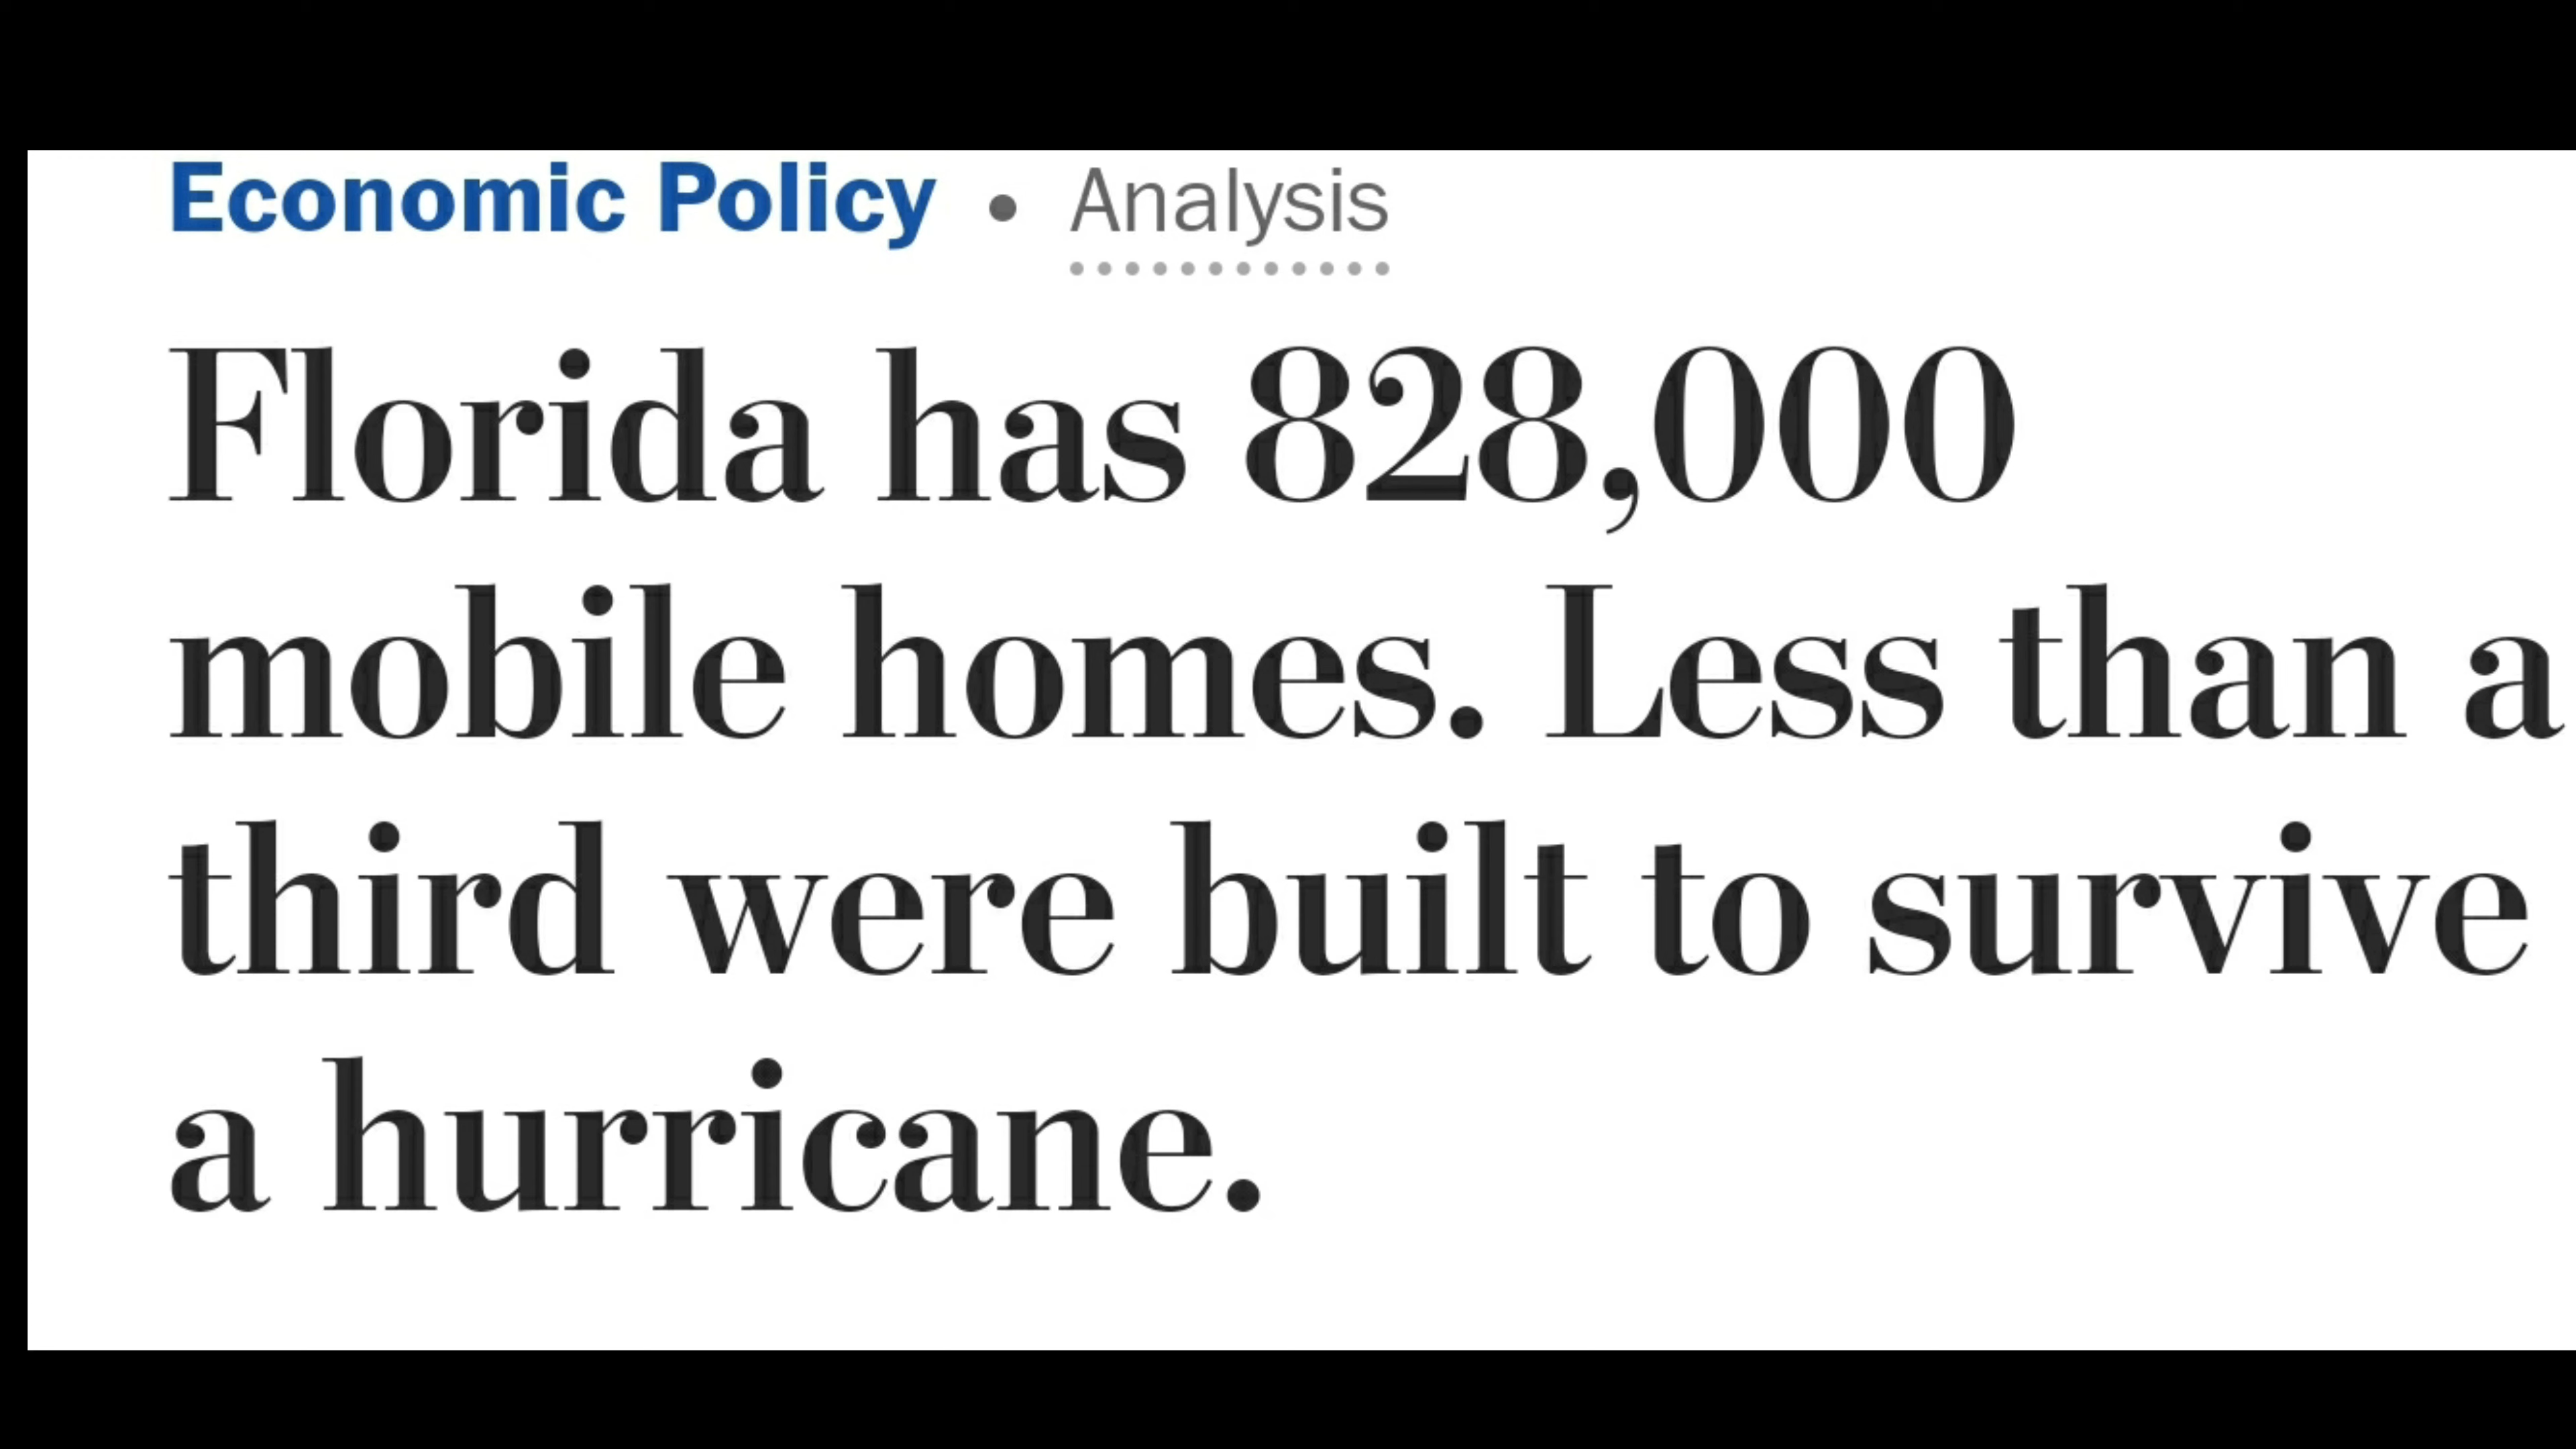 Economic Policy • Analysis
Florida has 828,000
mobile homes. Less than a
third were built to survive
a hurricane.